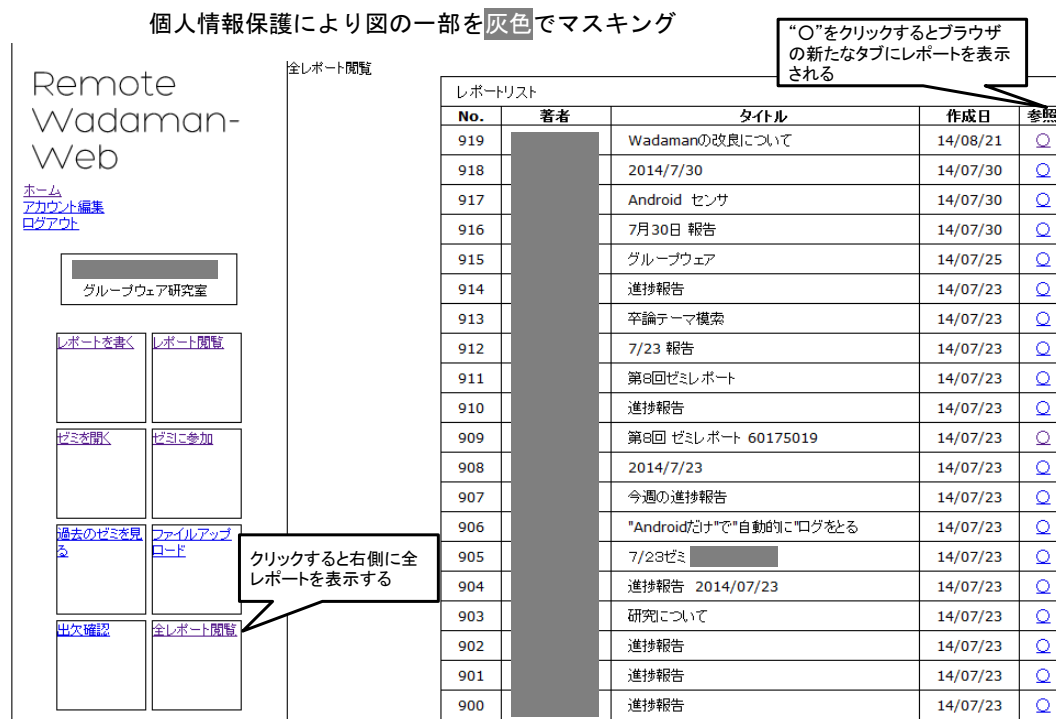 個人情報保護により図の一部を灰色でマスキング
“○”をクリックするとブラウザ
の新たなタブにレポートを表示
される
Remote
Wadaman-
Web
ホーム
アカウント編集
ログアウト
グループウェア研究室
レポートを書く
レポート閲覧
ゼミを開く
ゼミに参加
過去のゼミを見
る
ファイルアップ
ロード
出欠確認
全レポート閲覧
クリックすると右側に全
レポートを表示する
全レポート閲覧
レポートリスト
No. 著者 タイトル 作成日 参照
919 Wadamanの改良について 14/08/21 ○
918 2014/7/30 14/07/30 ○
917 Android センサ 14/07/30 ○
916 7月30日 報告 14/07/30 ○
915 グループウェア 14/07/25 ○
914 進捗報告 14/07/23 ○
913 卒論テーマ模索 14/07/23 ○
912 7/23 報告 14/07/23 ○
911 第8回ゼミレポート 14/07/23 ○
910 進捗報告 14/07/23 ○
909 第8回 ゼミレポート 60175019 14/07/23 ○
908 2014/7/23 14/07/23 ○
907 今週の進捗報告 14/07/23 ○
906 "Androidだけ"で"自動的に"ログをとる 14/07/23 ○
905 7/23ゼミ 14/07/23 ○
904 進捗報告 2014/07/23 14/07/23 ○
903 研究について 14/07/23 ○
902 進捗報告 14/07/23 ○
901 進捗報告 14/07/23 ○
900 進捗報告 14/07/23 ○